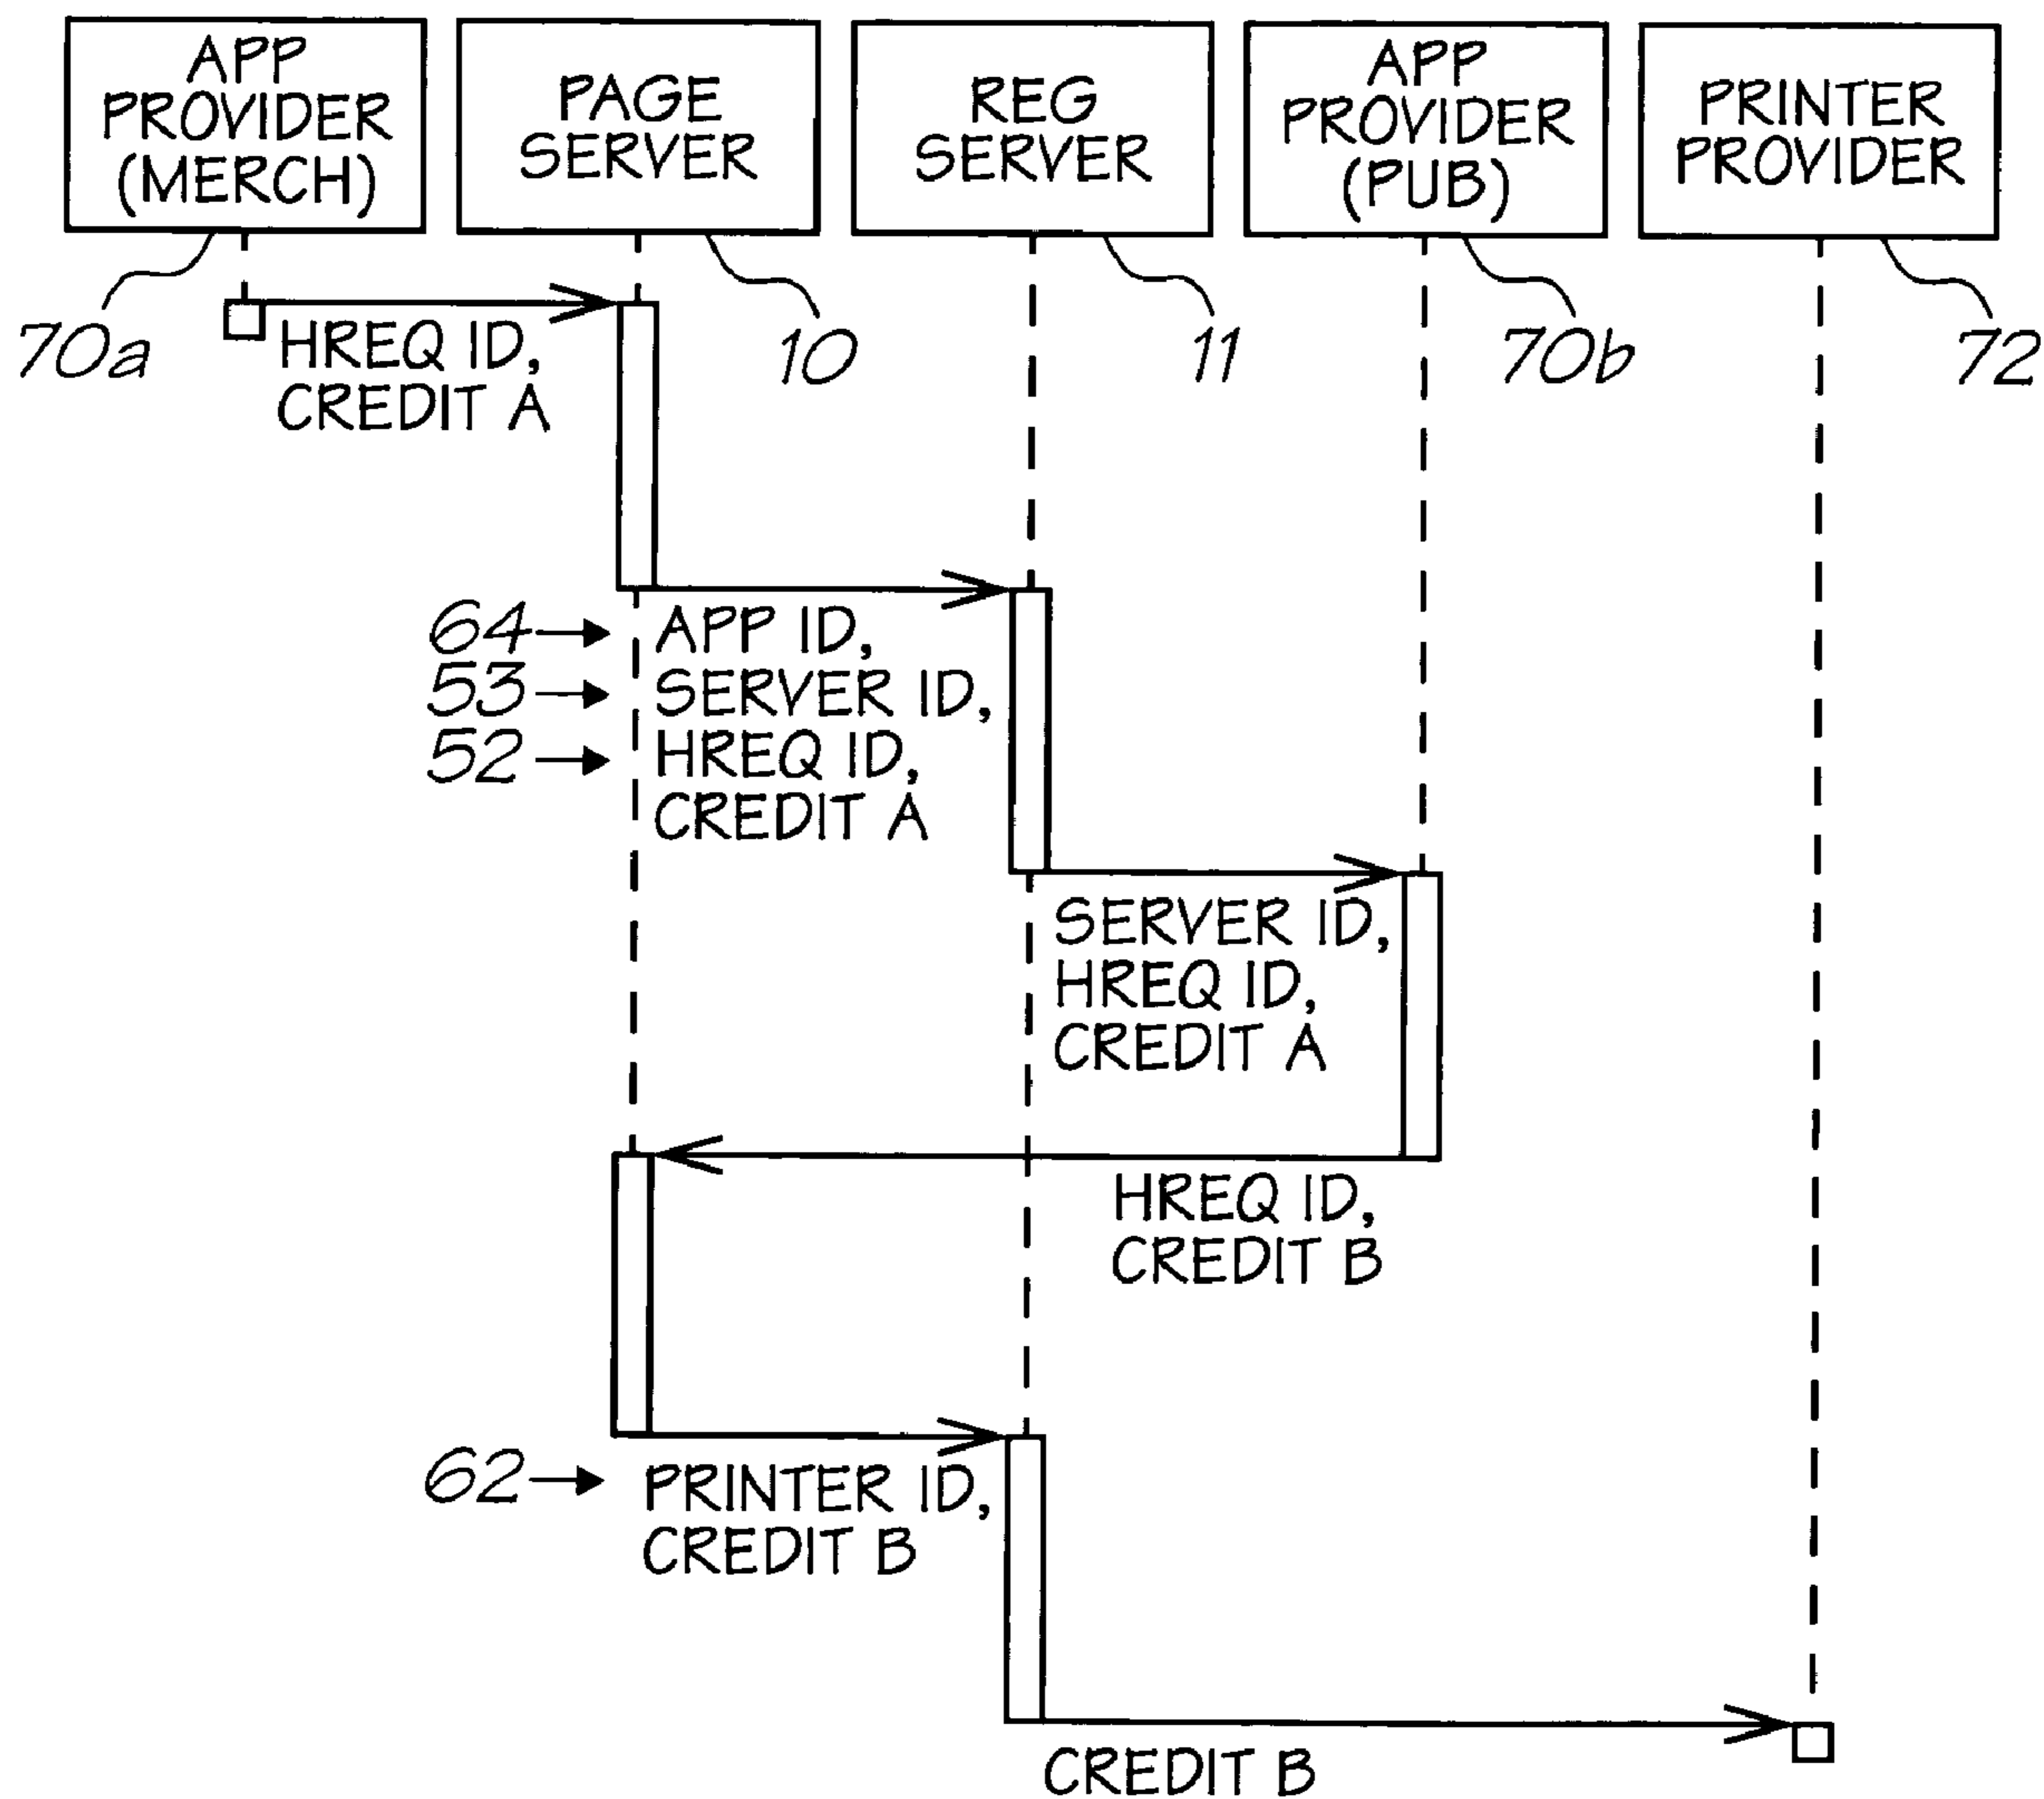 APP
PROVIDER
(MERCH)
PAGE
SERVER
REG
SERVER
APP
PROVIDER
(PUB)
PRINTER
PROVIDER
70a
10
11
70b
72
HREQ ID,
CREDIT A
64
APP ID,
53
SERVER ID,
52
HREQ ID,
CREDIT A
SERVER ID,
HREQ ID,
CREDIT A
HREQ ID,
CREDIT B
62
PRINTER ID,
CREDIT B
CREDIT B